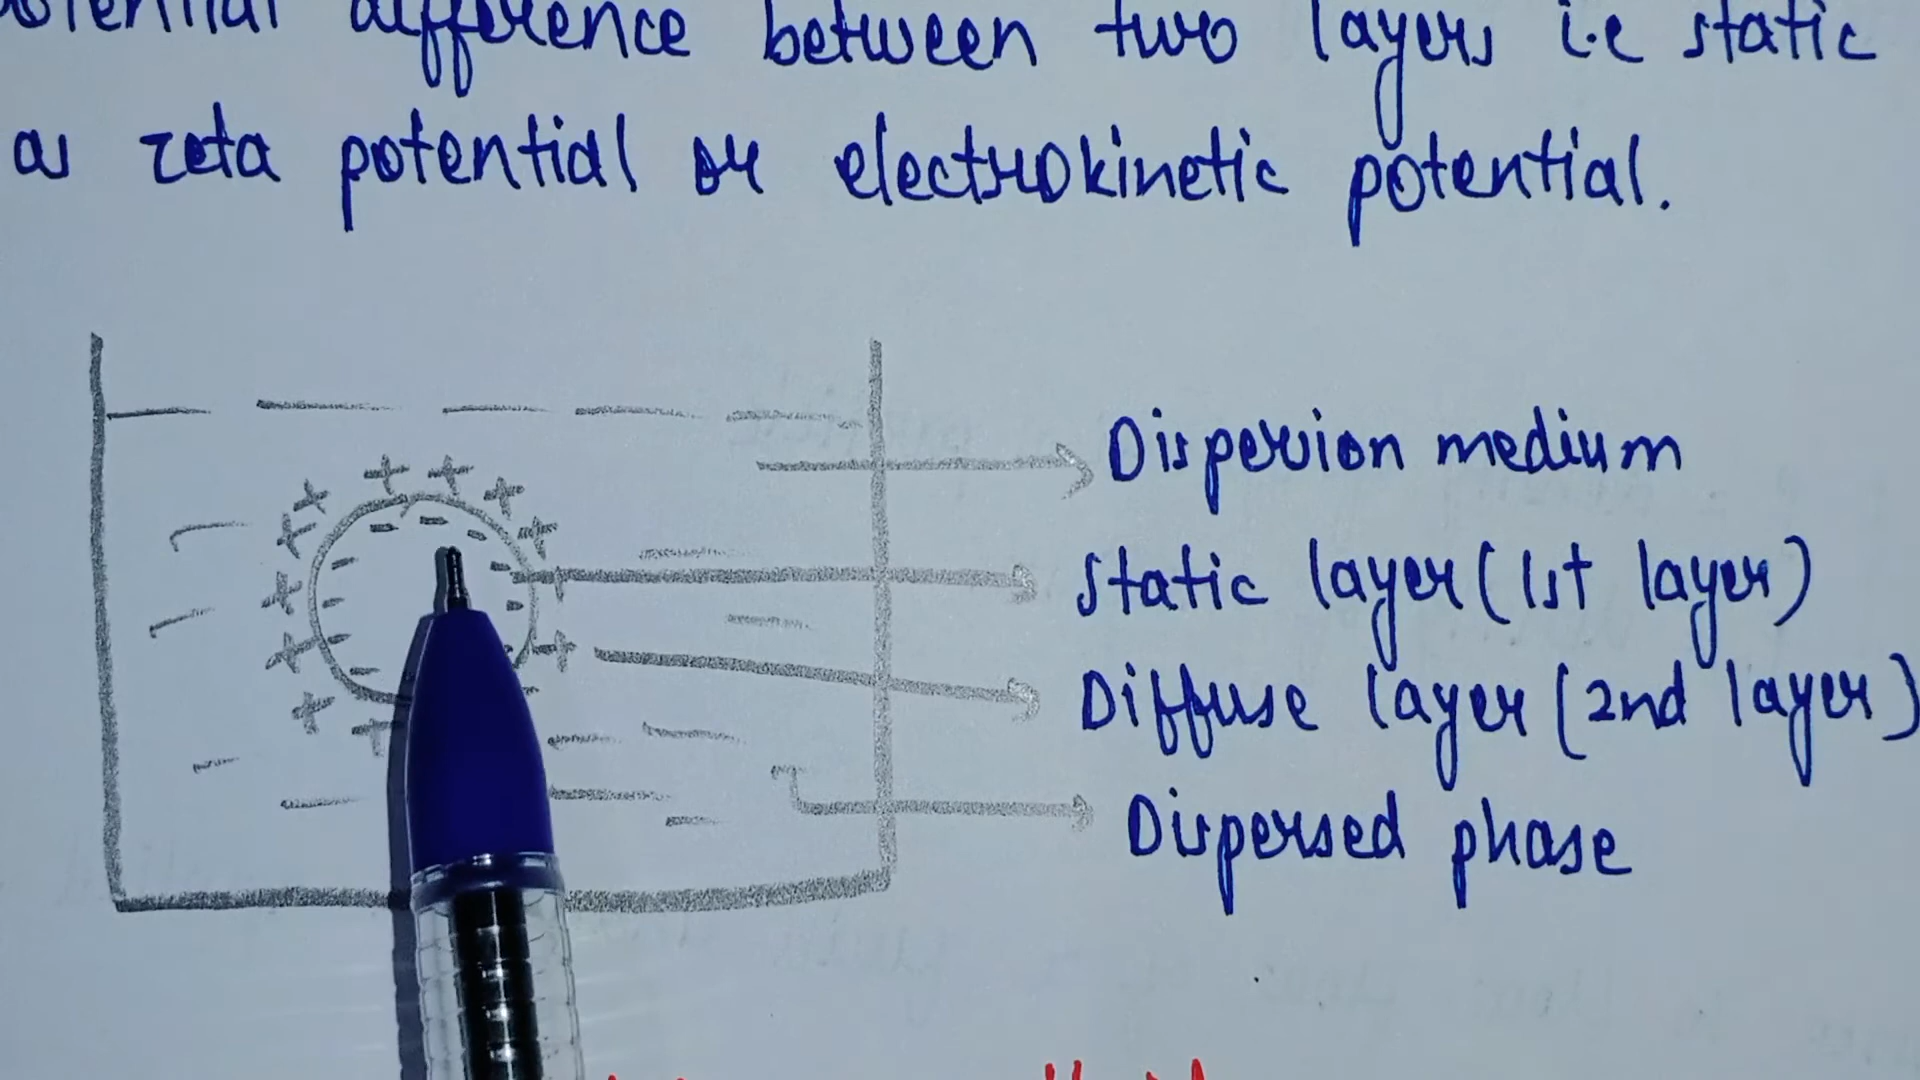 potential difference between two layers i.e static
as zeta potential or electrokinetic potential.
Dispersion medium
Static layer (1st layer)
Diffuse layer (2nd layer)
Dispersed phase